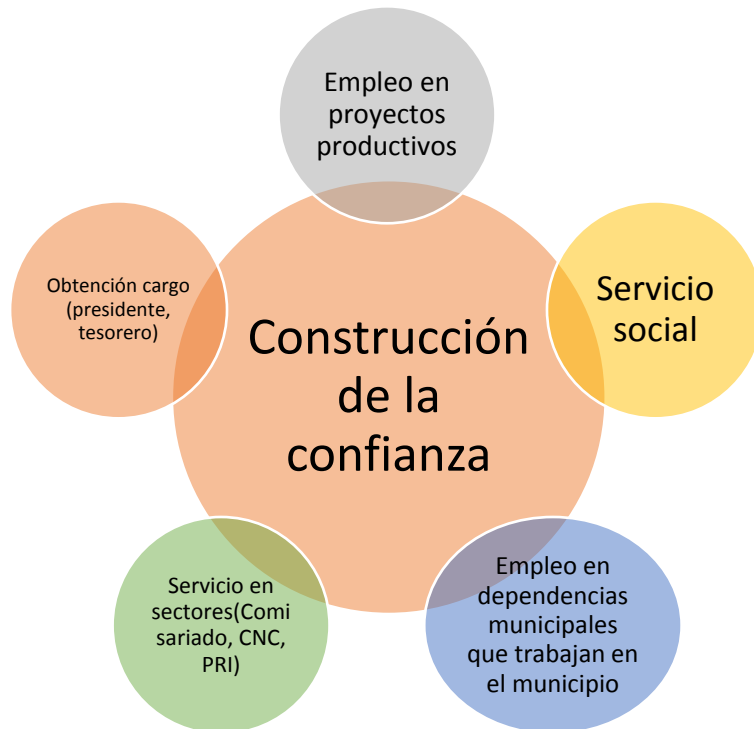 Empleo en
proyectos
productivos
Servicio
social
Empleo en
dependencias
municipales
que trabajan en
el municipio
Servicio en
sectores(Comi
sariado, CNC,
PRI)
Obtención cargo
(presidente,
tesorero)
Construcción
de la
confianza